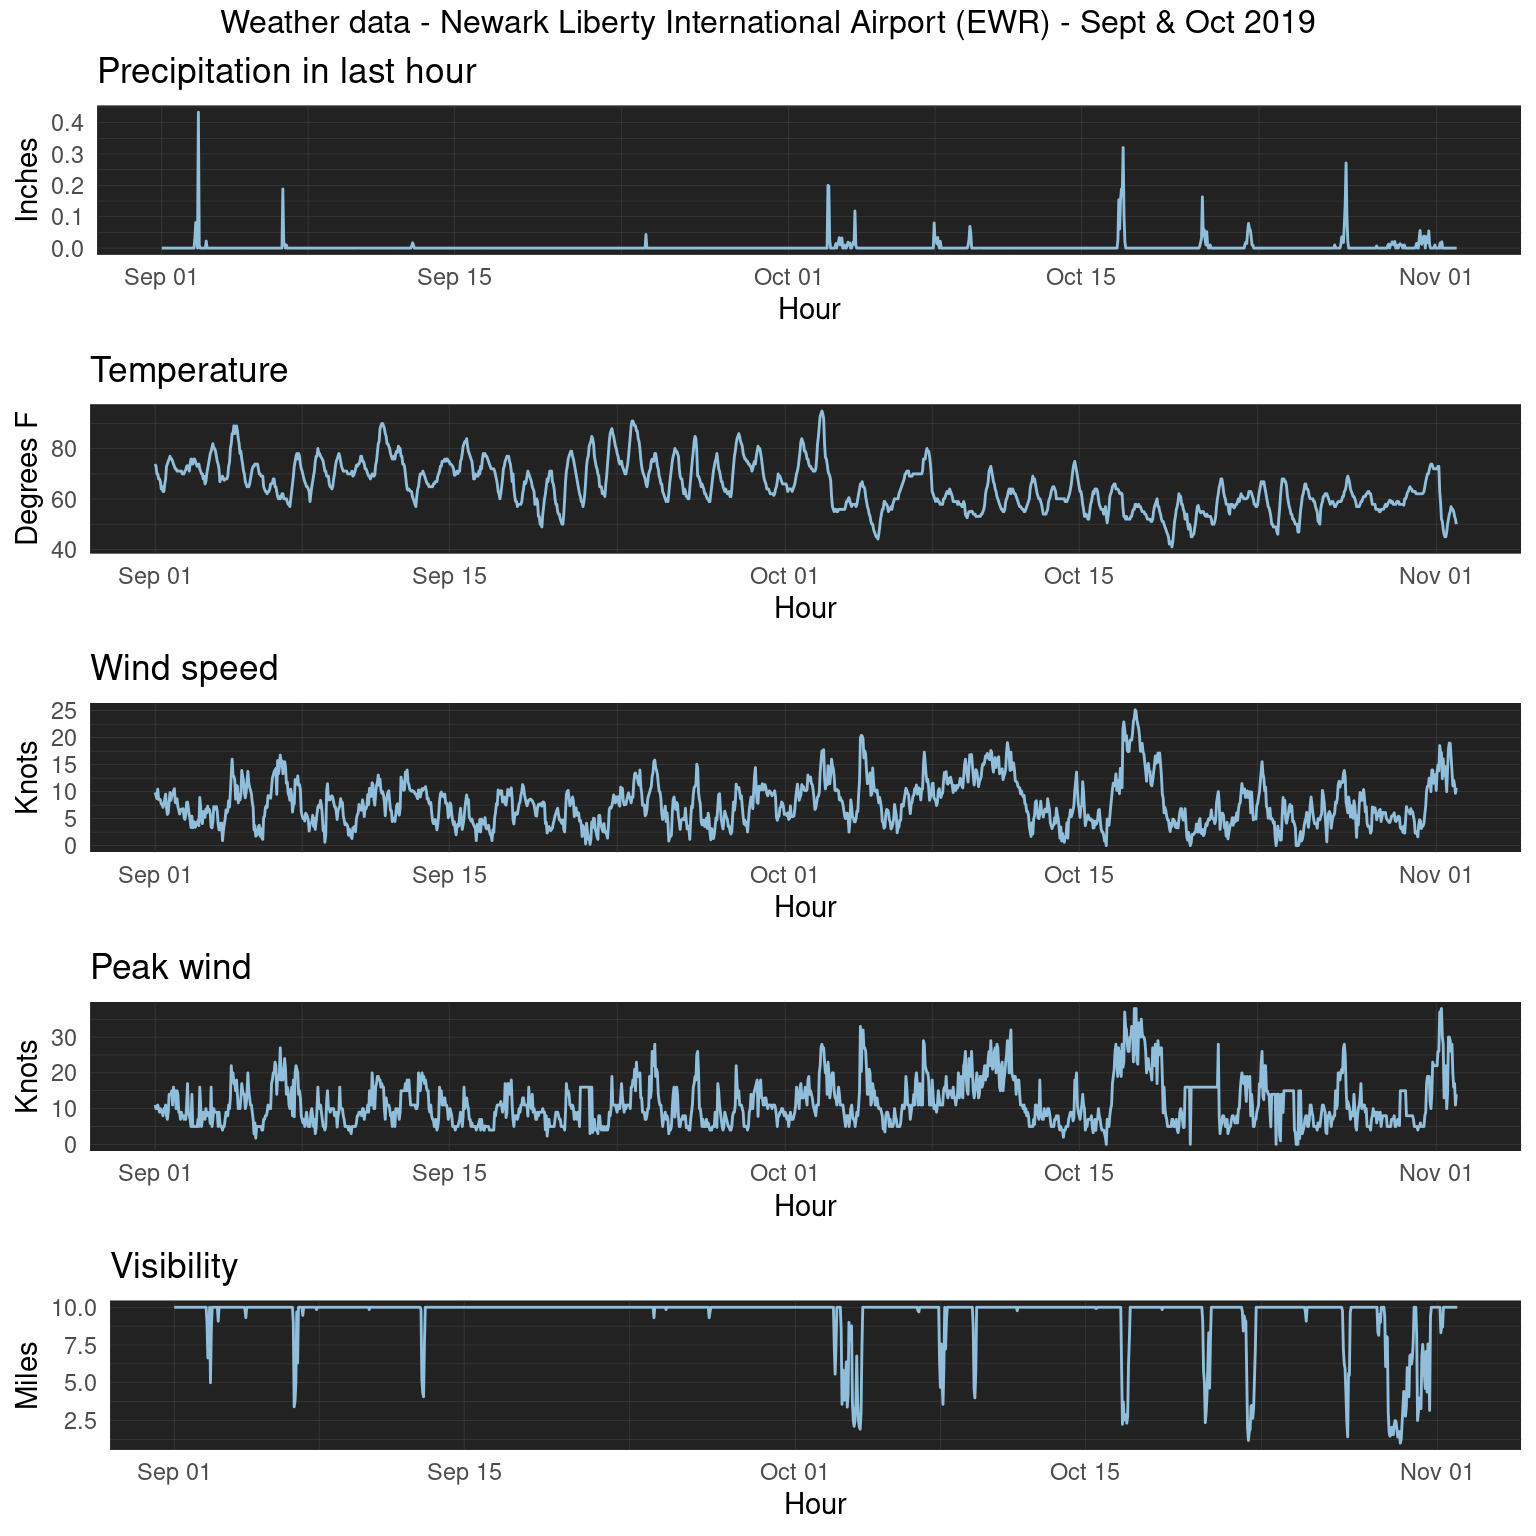 Weather data - Newark Liberty International Airport (EWR) - Sept & Oct 2019
Precipitation in last hour
Inches
0.4
0.3
0.2
0.1
0.0
Sep 01 Sep 15 Oct 01 Oct 15 Nov 01
Hour
Temperature
Degrees F
80
60
40
Sep 01 Sep 15 Oct 01 Oct 15 Nov 01
Hour
Wind speed
Knots
25
20
15
10
5
0
Sep 01 Sep 15 Oct 01 Oct 15 Nov 01
Hour
Peak wind
Knots
30
20
10
0
Sep 01 Sep 15 Oct 01 Oct 15 Nov 01
Hour
Visibility
Miles
10.0
7.5
5.0
2.5
Sep 01 Sep 15 Oct 01 Oct 15 Nov 01
Hour